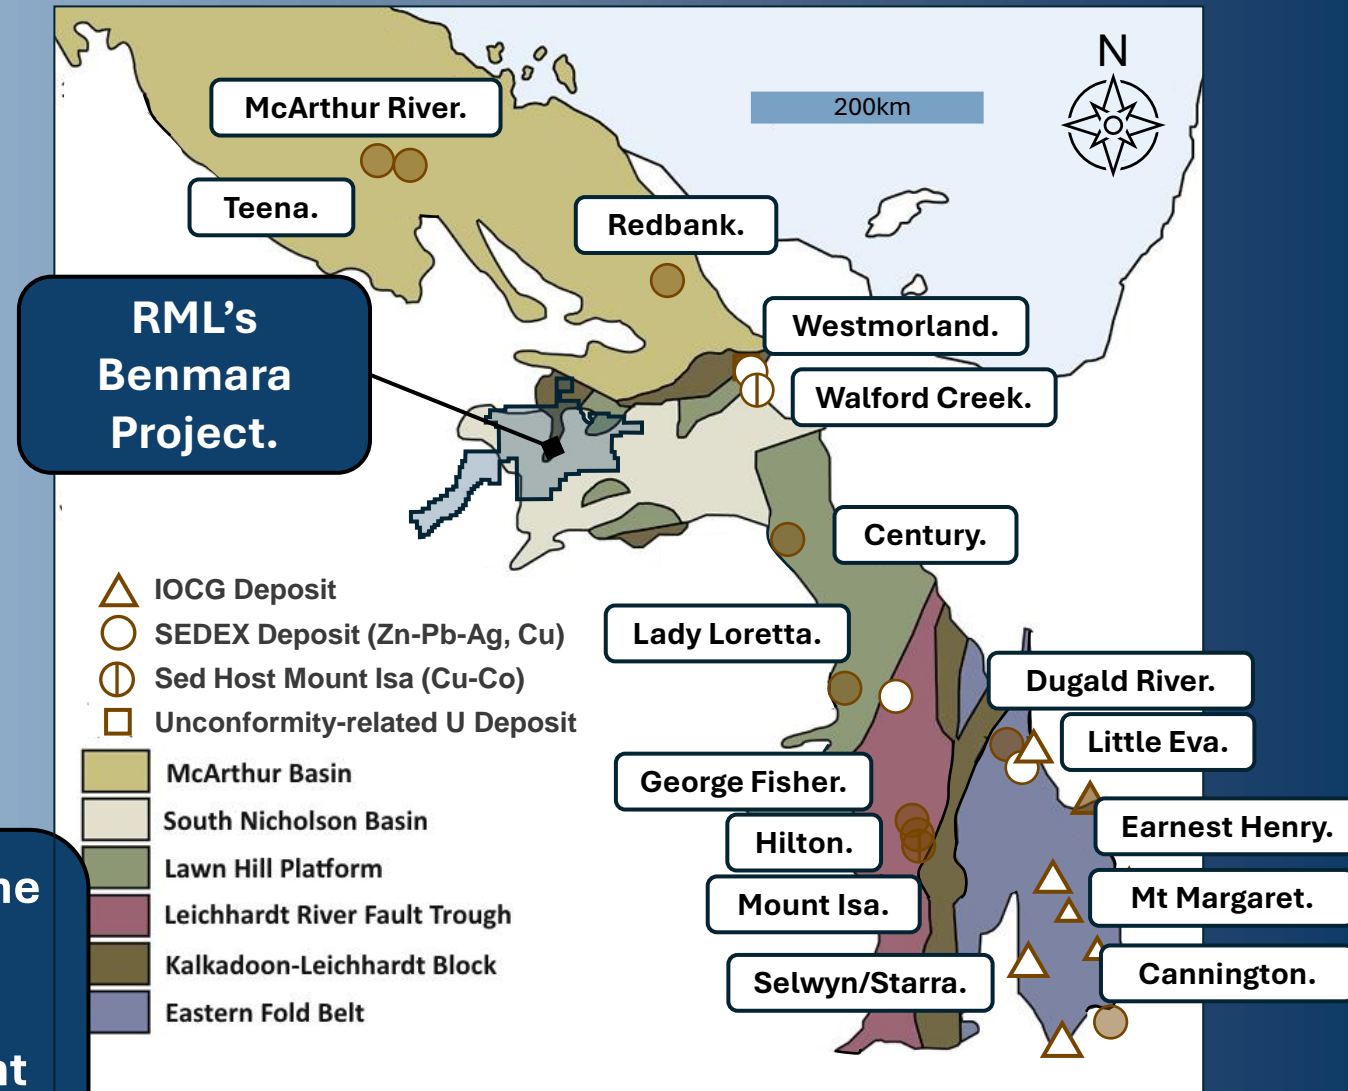 N
200km
McArthur River.
Teena.
Redbank.
RML's
Benmara
Project.
Westmorland.
Walford Creek.
Century.
IOCG Deposit
SEDEX Deposit (Zn-Pb-Ag, Cu)
Sed Host Mount Isa (Cu-Co)
Unconformity-related U Deposit
Lady Loretta.
Dugald River.
Little Eva.
George Fisher.
Earnest Henry.
Hilton.
Mt Margaret.
Mount Isa.
Cannington.
Selwyn/Starra.
McArthur Basin
South Nicholson Basin
Lawn Hill Platform
Leichhardt River Fault Trough
Kalkadoon-Leichhardt Block
Eastern Fold Belt